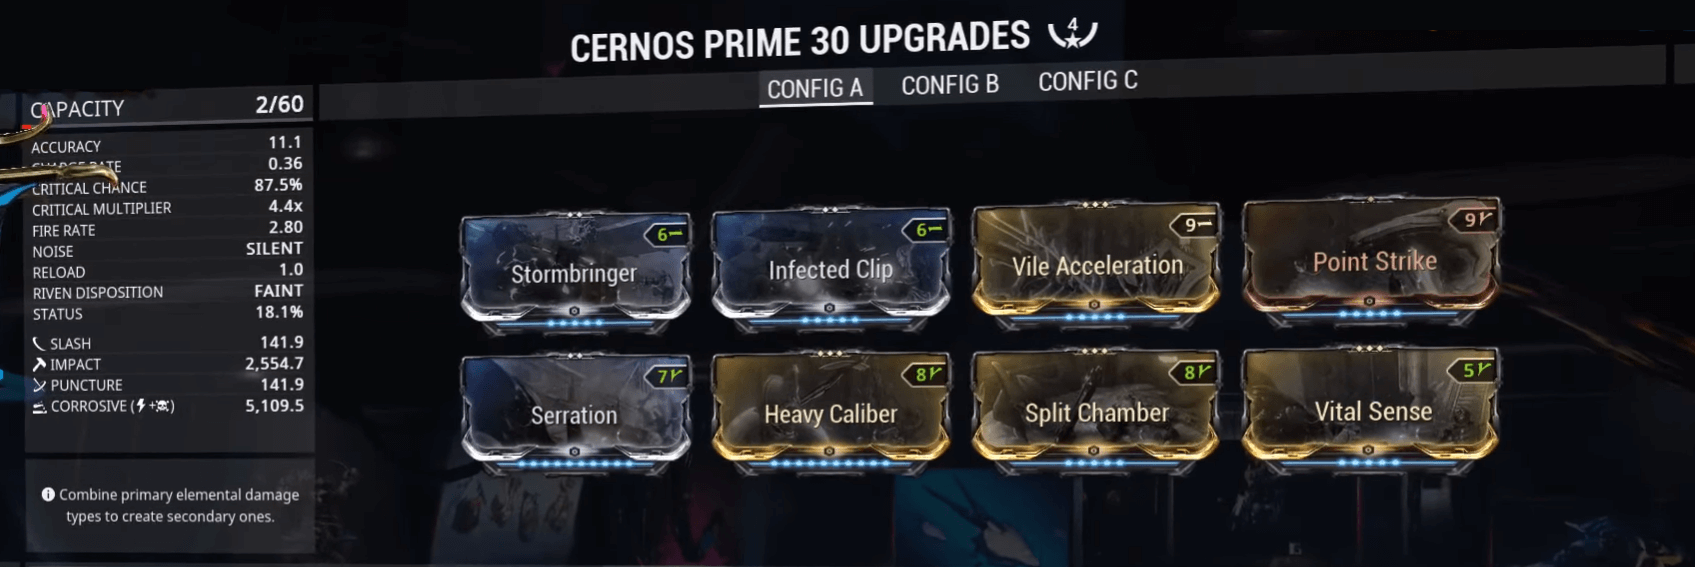 CERNOS PRIME 30 UPGRADES 4
CONFIG A CONFIG B CONFIG C
CAPACITY 2/60
ACCURACY 11.1
CHARGE RATE 0.36
CRITICAL CHANCE 87.5%
CRITICAL MULTIPLIER 4.4x
FIRE RATE 2.80
NOISE SILENT
RELOAD 1.0
RIVEN DISPOSITION FAINT
STATUS 18.1%
SLASH 141.9
IMPACT 2,554.7
PUNCTURE 141.9
CORROSIVE ( + ) 5,109.5
Combine primary elemental damage
types to create secondary ones.
6 6 9 9
Stormbringer Infected Clip Vile Acceleration Point Strike
7 8 8 5
Serration Heavy Caliber Split Chamber Vital Sense